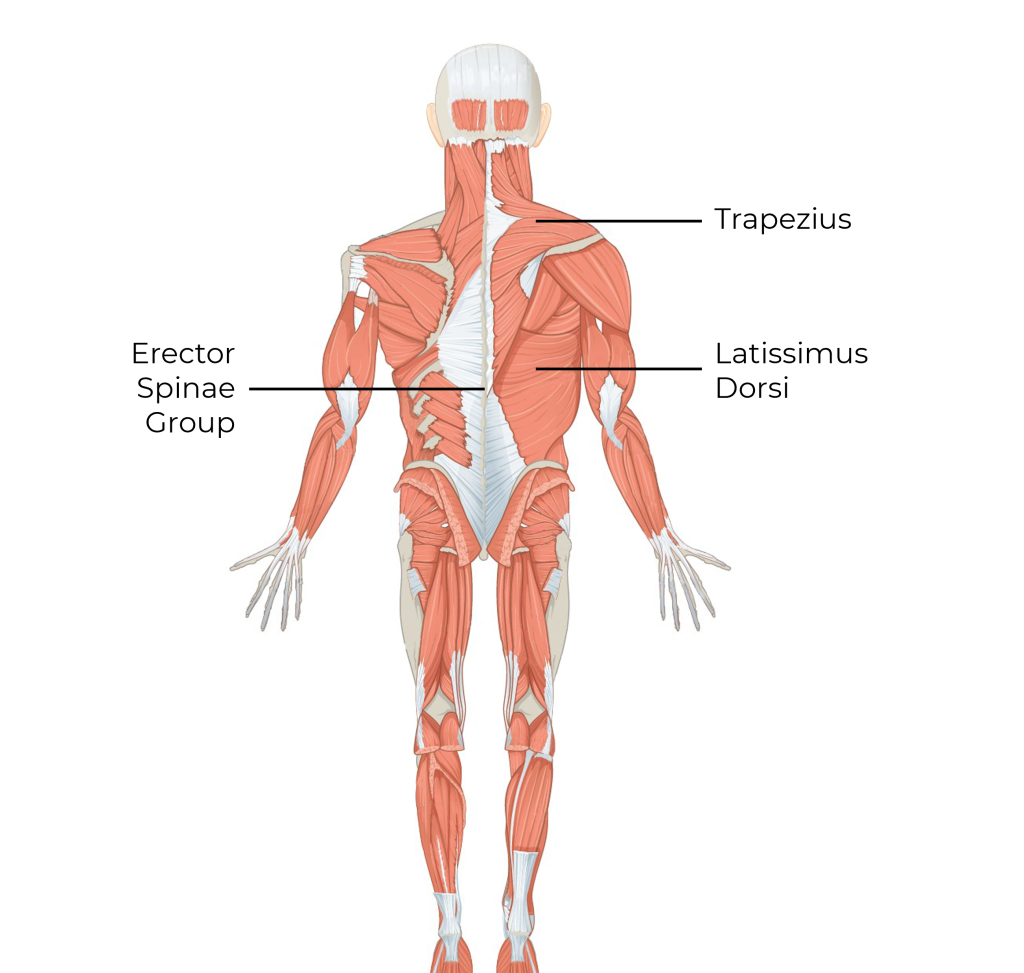 Trapezius
Erector
Spinae
Group
Latissimus
Dorsi